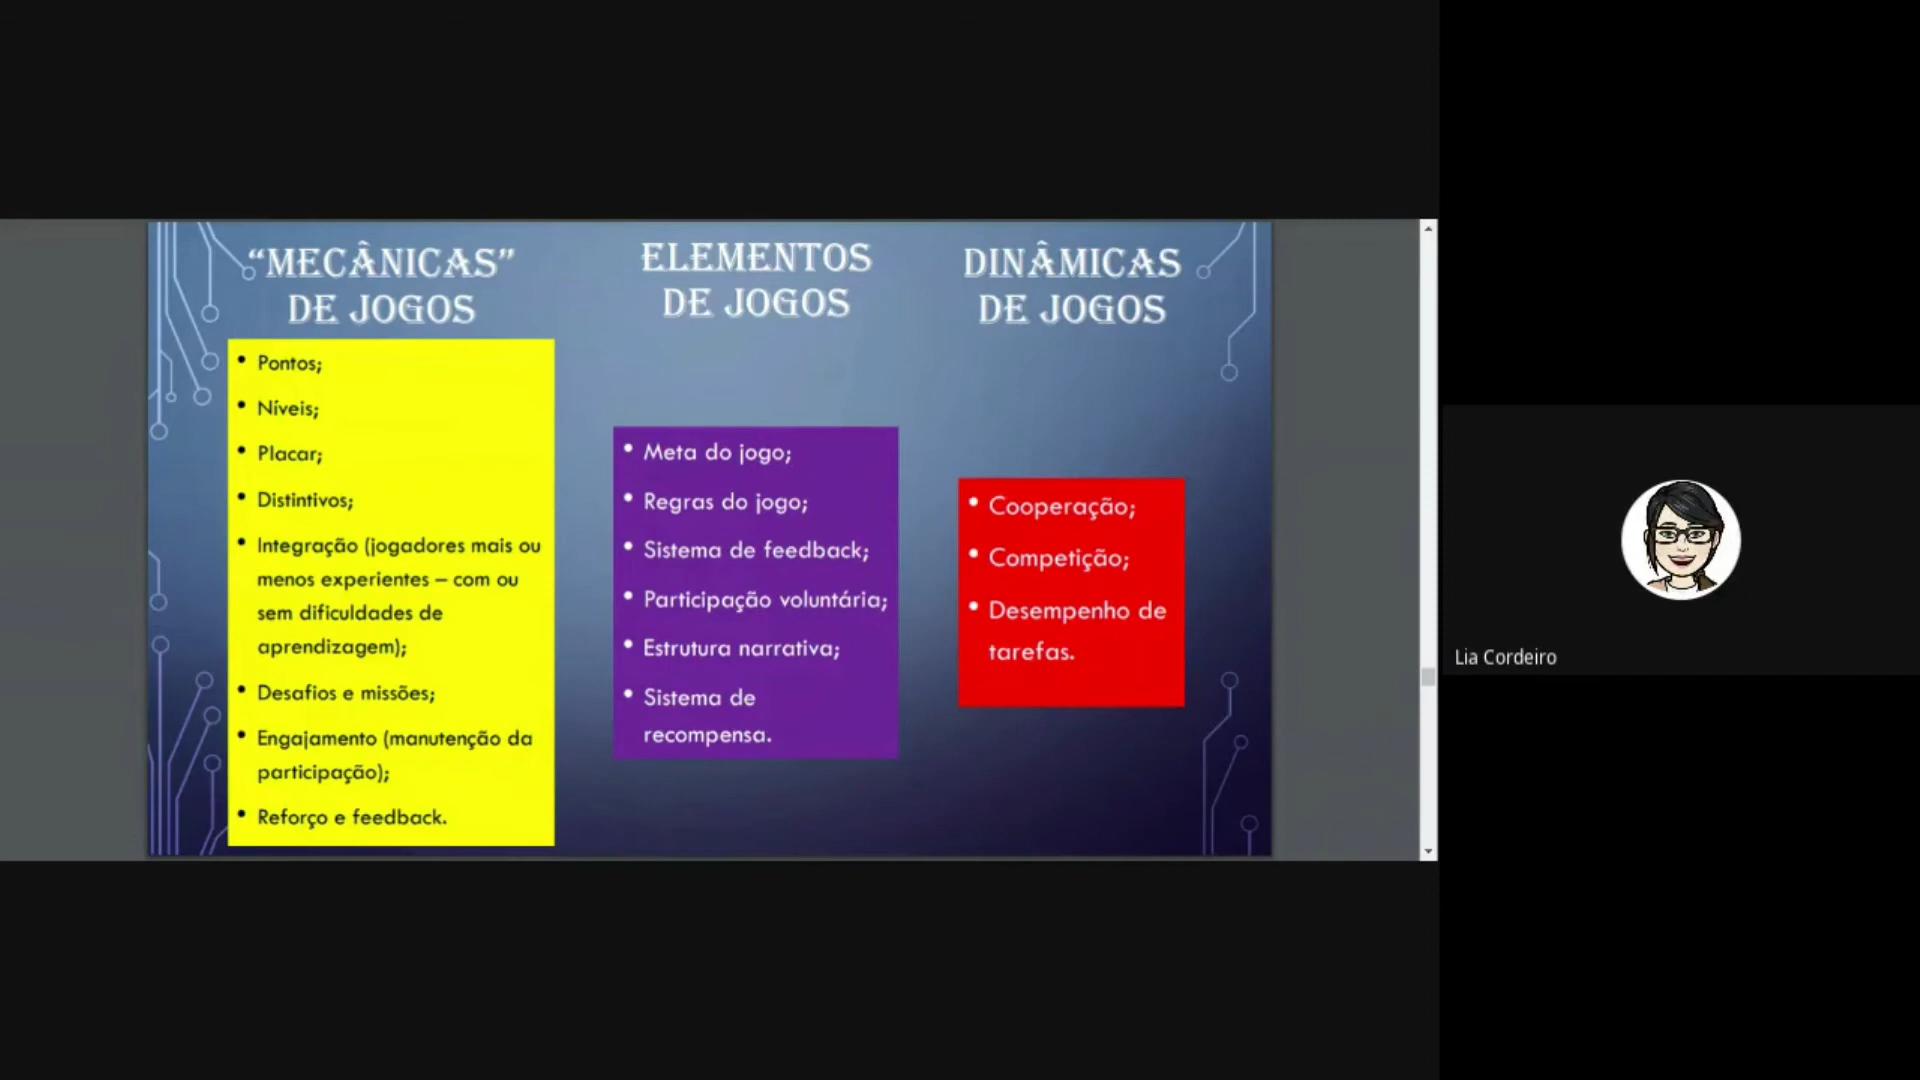 “MECÂNICAS”
DE JOGOS
• Pontos;
• Níveis;
• Placar;
• Distintivos;
• Integração (jogadores mais ou
menos experientes – com ou
sem dificuldades de
aprendizagem);
• Desafios e missões;
• Engajamento (manutenção da
participação);
• Reforço e feedback.
ELEMENTOS
DE JOGOS
• Meta do jogo;
• Regras do jogo;
• Sistema de feedback;
• Participação voluntária;
• Estrutura narrativa;
• Sistema de
recompensa.
DINÂMICAS
DE JOGOS
• Cooperação;
• Competição;
• Desempenho de
tarefas.
Lia Cordeiro